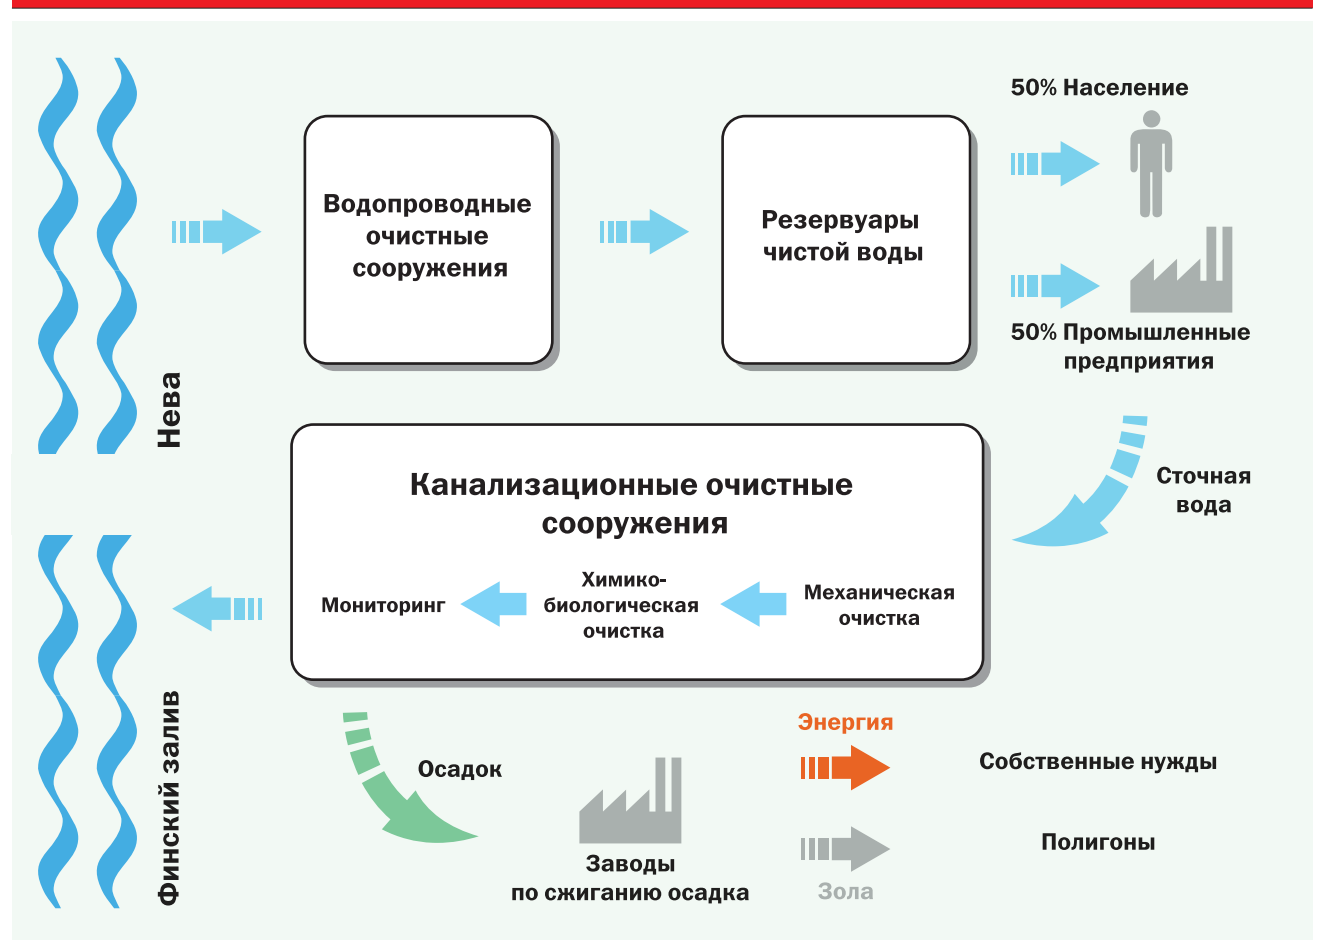 50% Население
Водопроводные
очистные
сооружения
Резервуары
чистой воды
50% Промышленные
предприятия
Нева
Сточная
вода
Канализационные очистные
сооружения
Мониторинг
Химико-
биологическая
очистка
Механическая
очистка
Финский залив
Осадок
Заводы
по сжиганию осадка
Энергия
Собственные нужды
Полигоны
Зола